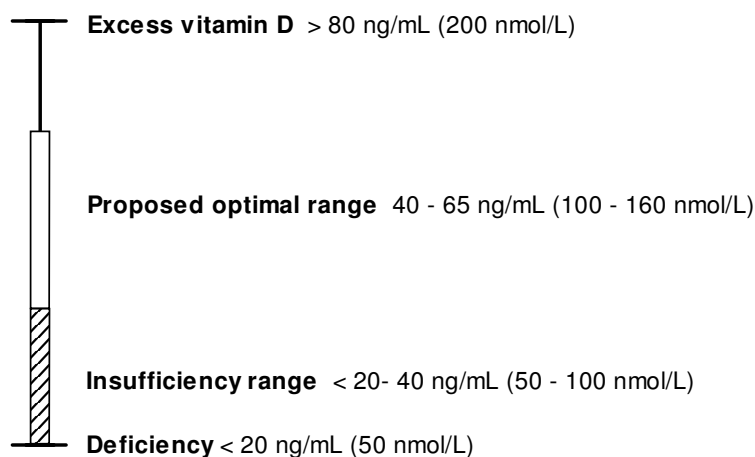 Excess vitamin D > 80 ng/mL (200 nmol/L)
Proposed optimal range 40 - 65 ng/mL (100 - 160 nmol/L)
Insufficiency range < 20- 40 ng/mL (50 - 100 nmol/L)
Deficiency < 20 ng/mL (50 nmol/L)